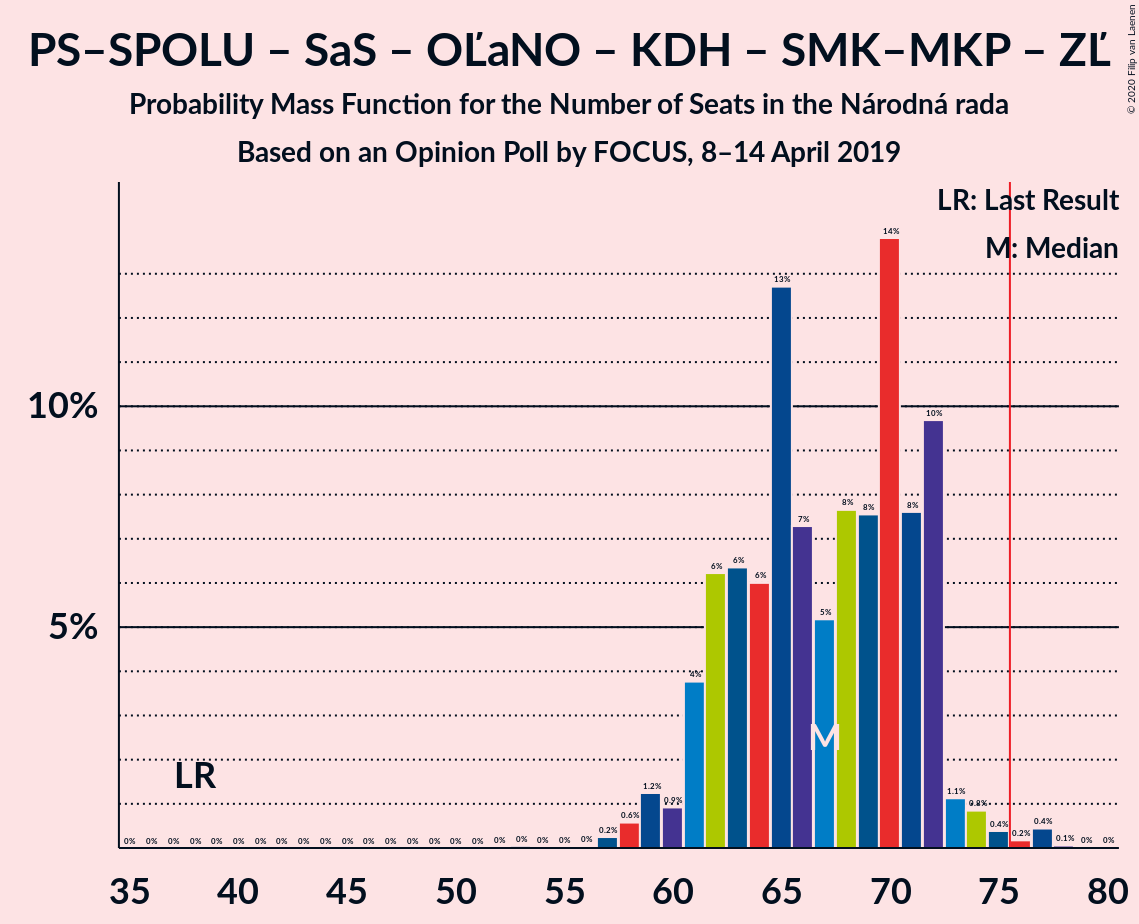 PS–SPOLU – SaS – OĽaNO – KDH – SMK–MKP – ZĽ
Probability Mass Function for the Number of Seats in the Národná rada
Based on an Opinion Poll by FOCUS, 8–14 April 2019
© 2020 Filip van Laenen
LR: Last Result
M: Median
10%
5%
LR
M
0% 0% 0% 0% 0% 0% 0% 0% 0% 0% 0% 0% 0% 0% 0% 0% 0% 0% 0% 0% 0% 0% 0.2% 0.6% 1.2% 0.9% 4% 6% 6% 6% 13% 7% 5% 8% 8% 14% 8% 10% 1.1% 0.8% 0.4% 0.2% 0.4% 0.1% 0% 0%
35 40 45 50 55 60 65 70 75 80